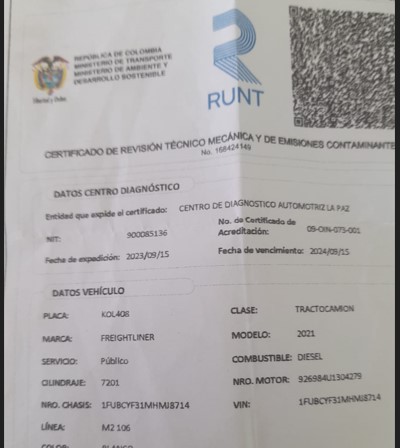 REPÚBLICA DE COLOMBIA
MINISTERIO DE TRANSPORTE
MINISTERIO DE AMBIENTE Y
DESARROLLO SOSTENIBLE
Libertad y Orden
RUNT
CERTIFICADO DE REVISIÓN TÉCNICO MECÁNICA Y DE EMISIONES CONTAMINANTE
No. 168424149
DATOS CENTRO DIAGNÓSTICO
Entidad que expide el certificado: CENTRO DE DIAGNOSTICO AUTOMOTRIZ LA PAZ
NIT: 900085136 No. de Certificado de Acreditación: 09-OIN-073-001
Fecha de expedición: 2023/09/15 Fecha de vencimiento: 2024/09/15
DATOS VEHÍCULO
PLACA: KOL408 CLASE: TRACTOCAMION
MARCA: FREIGHTLINER MODELO: 2021
SERVICIO: Público COMBUSTIBLE: DIESEL
CILINDRAJE: 7201 NRO. MOTOR: 926984U1304279
NRO. CHASIS: 1FUBCYF31MHMJ8714 VIN: 1FUBCYF31MHMJ8714
LÍNEA: M2 106
COLOR: BLANCO